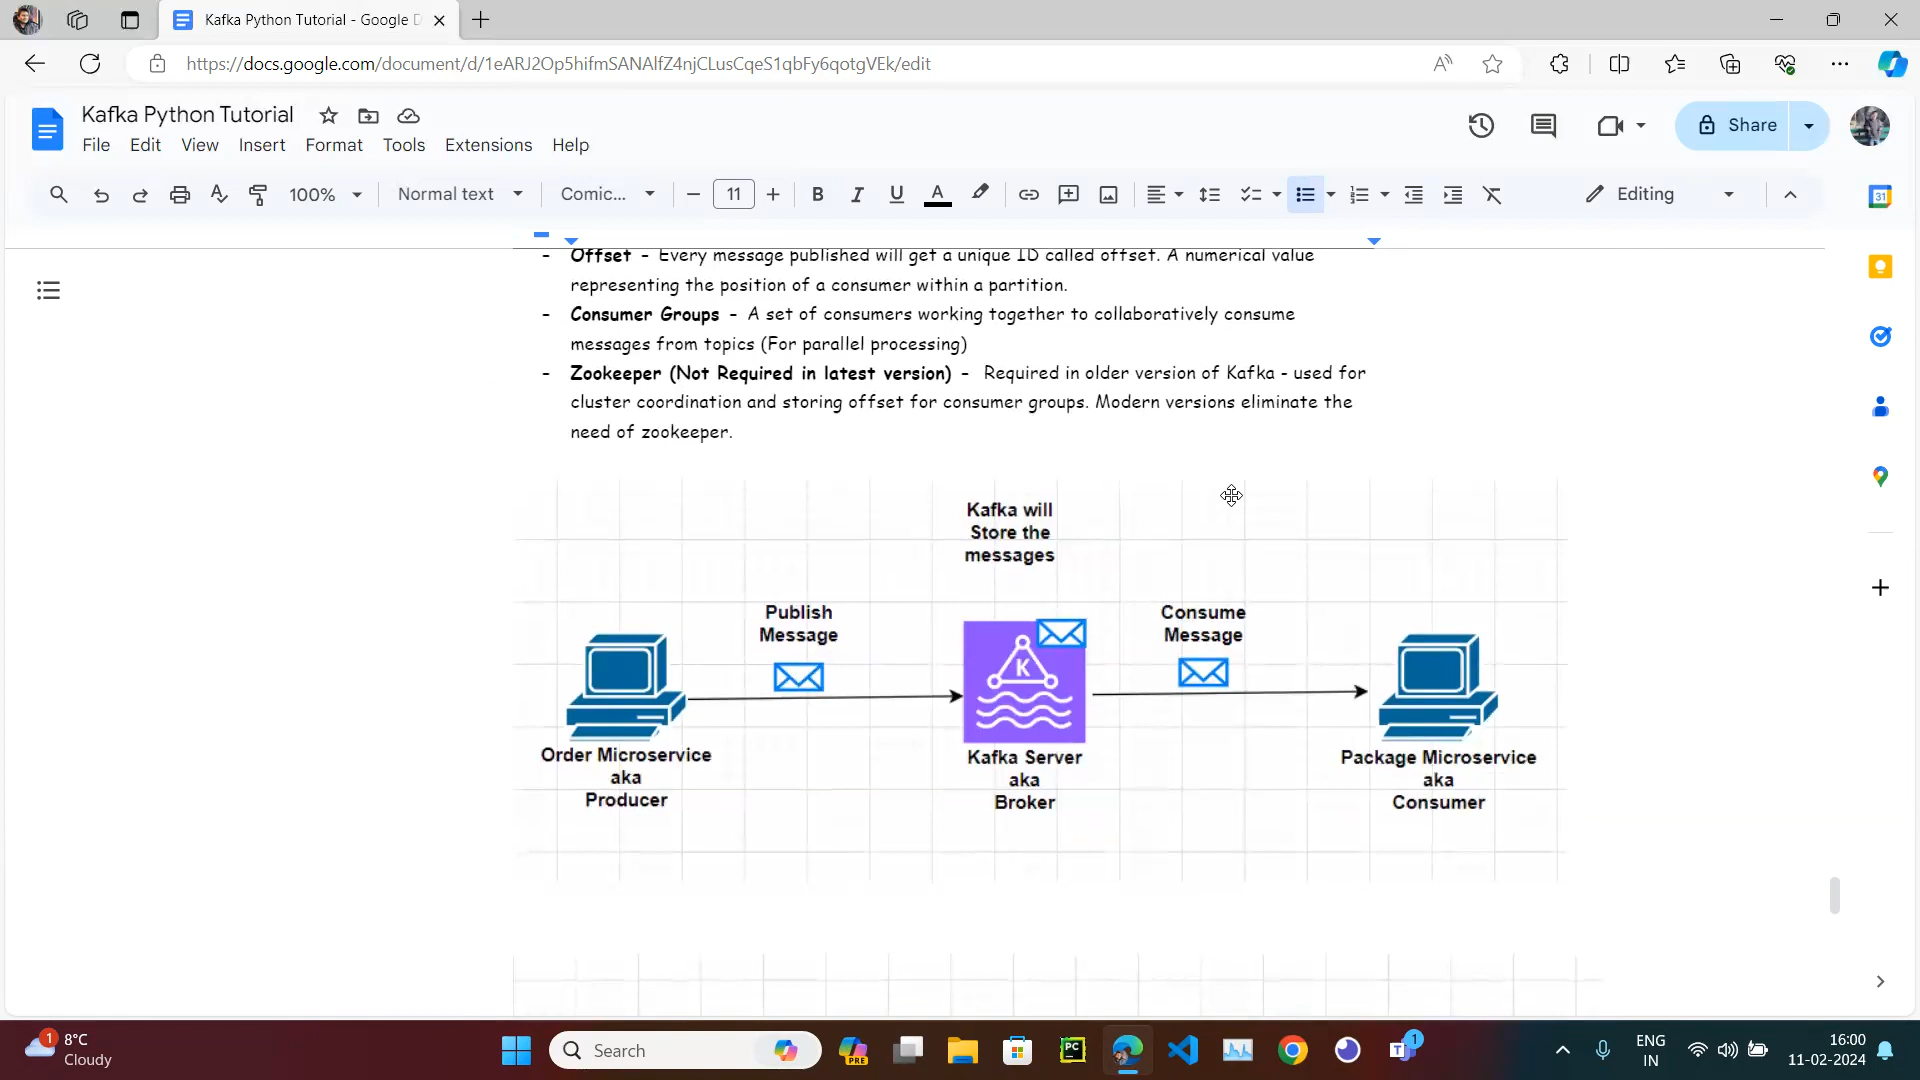 Kafka Python Tutorial - Google D
https://docs.google.com/document/d/1eARJ2Op5hifmSANAlfZ4njCLusCqeS1qbFy6qotgVEk/edit
Kafka Python Tutorial
File Edit View Insert Format Tools Extensions Help
Share
100% Normal text Comic... 11 B I U A Editing
31
- Offset - Every message published will get a unique ID called offset. A numerical value
representing the position of a consumer within a partition.
- Consumer Groups - A set of consumers working together to collaboratively consume
messages from topics (For parallel processing)
- Zookeeper (Not Required in latest version) - Required in older version of Kafka - used for
cluster coordination and storing offset for consumer groups. Modern versions eliminate the
need of zookeeper.
Kafka will
Store the
messages
Publish
Message
Consume
Message
K
Order Microservice
aka
Producer
Kafka Server
aka
Broker
Package Microservice
aka
Consumer
1
8°C
Cloudy
Search
PRE
PC
1
ENG
IN
16:00
11-02-2024